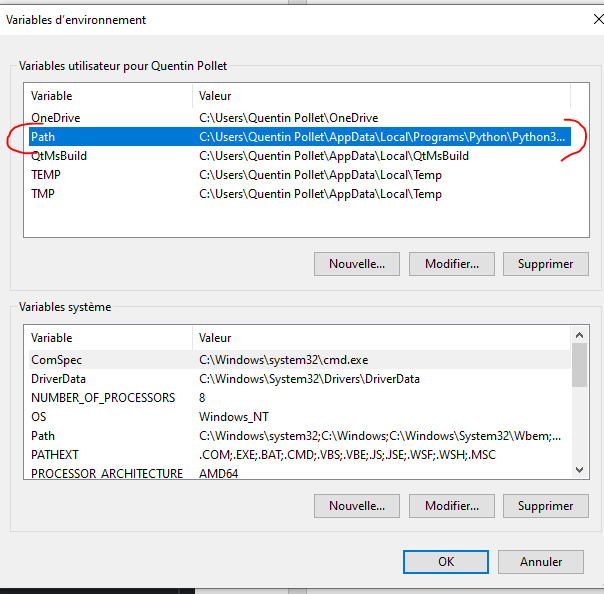 Variables d'environnement
Variables utilisateur pour Quentin Pollet
Variable Valeur
OneDrive C:\Users\Quentin Pollet\OneDrive
Path C:\Users\Quentin Pollet\AppData\Local\Programs\Python\Python3...
QtMsBuild C:\Users\Quentin Pollet\AppData\Local\QtMsBuild
TEMP C:\Users\Quentin Pollet\AppData\Local\Temp
TMP C:\Users\Quentin Pollet\AppData\Local\Temp
Nouvelle... Modifier... Supprimer
Variables système
Variable Valeur
ComSpec C:\Windows\system32\cmd.exe
DriverData C:\Windows\System32\Drivers\DriverData
NUMBER_OF_PROCESSORS 8
OS Windows_NT
Path C:\Windows\system32;C:\Windows;C:\Windows\System32\Wbem;...
PATHEXT .COM;.EXE;.BAT;.CMD;.VBS;.VBE;.JS;.JSE;.WSF;.WSH;.MSC
PROCESSOR_ARCHITECTURE AMD64
Nouvelle... Modifier... Supprimer
OK Annuler